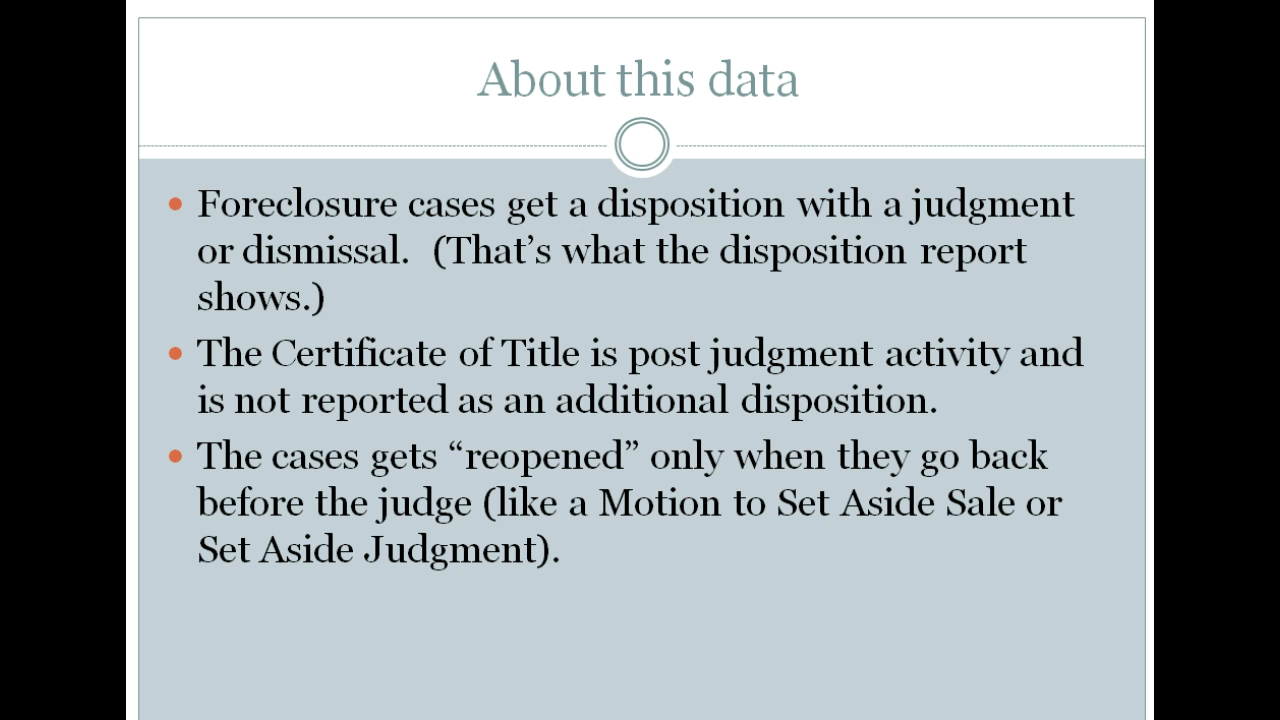 About this data
• Foreclosure cases get a disposition with a judgment
or dismissal.  (That’s what the disposition report
shows.)
• The Certificate of Title is post judgment activity and
is not reported as an additional disposition.
• The cases gets “reopened” only when they go back
before the judge (like a Motion to Set Aside Sale or
Set Aside Judgment).